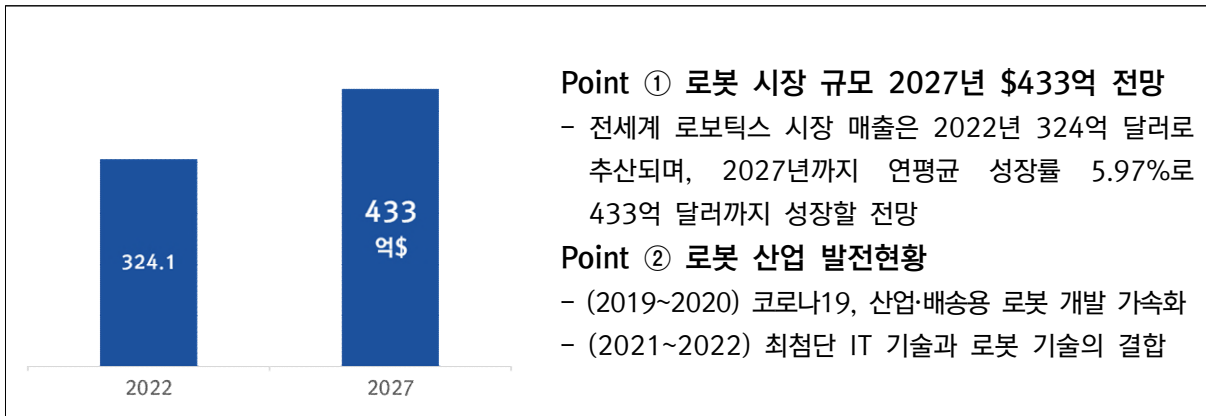 324.1
433
억$
2022
2027
Point ① 로봇 시장 규모 2027년 $433억 전망
- 전세계 로보틱스 시장 매출은 2022년 324억 달러로
추산되며, 2027년까지 연평균 성장률 5.97%로
433억 달러까지 성장할 전망
Point ② 로봇 산업 발전현황
- (2019~2020) 코로나19, 산업·배송용 로봇 개발 가속화
- (2021~2022) 최첨단 IT 기술과 로봇 기술의 결합